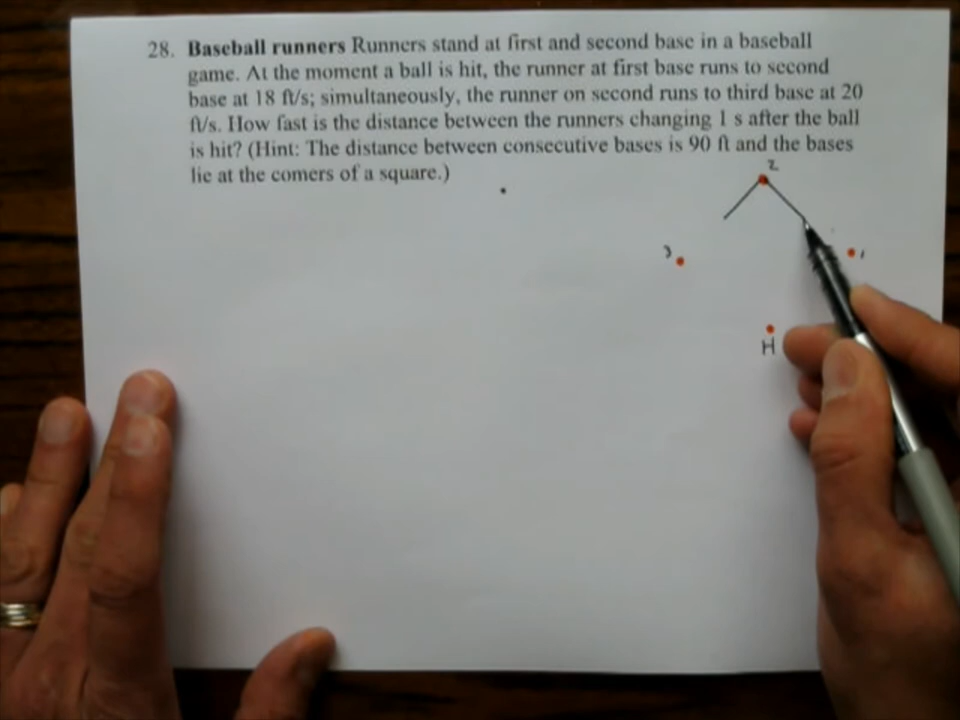 28. Baseball runners Runners stand at first and second base in a baseball
game. At the moment a ball is hit, the runner at first base runs to second
base at 18 ft/s; simultaneously, the runner on second runs to third base at 20
ft/s. How fast is the distance between the runners changing 1 s after the ball
is hit? (Hint: The distance between consecutive bases is 90 ft and the bases
lie at the comers of a square.)
2
3
1
H